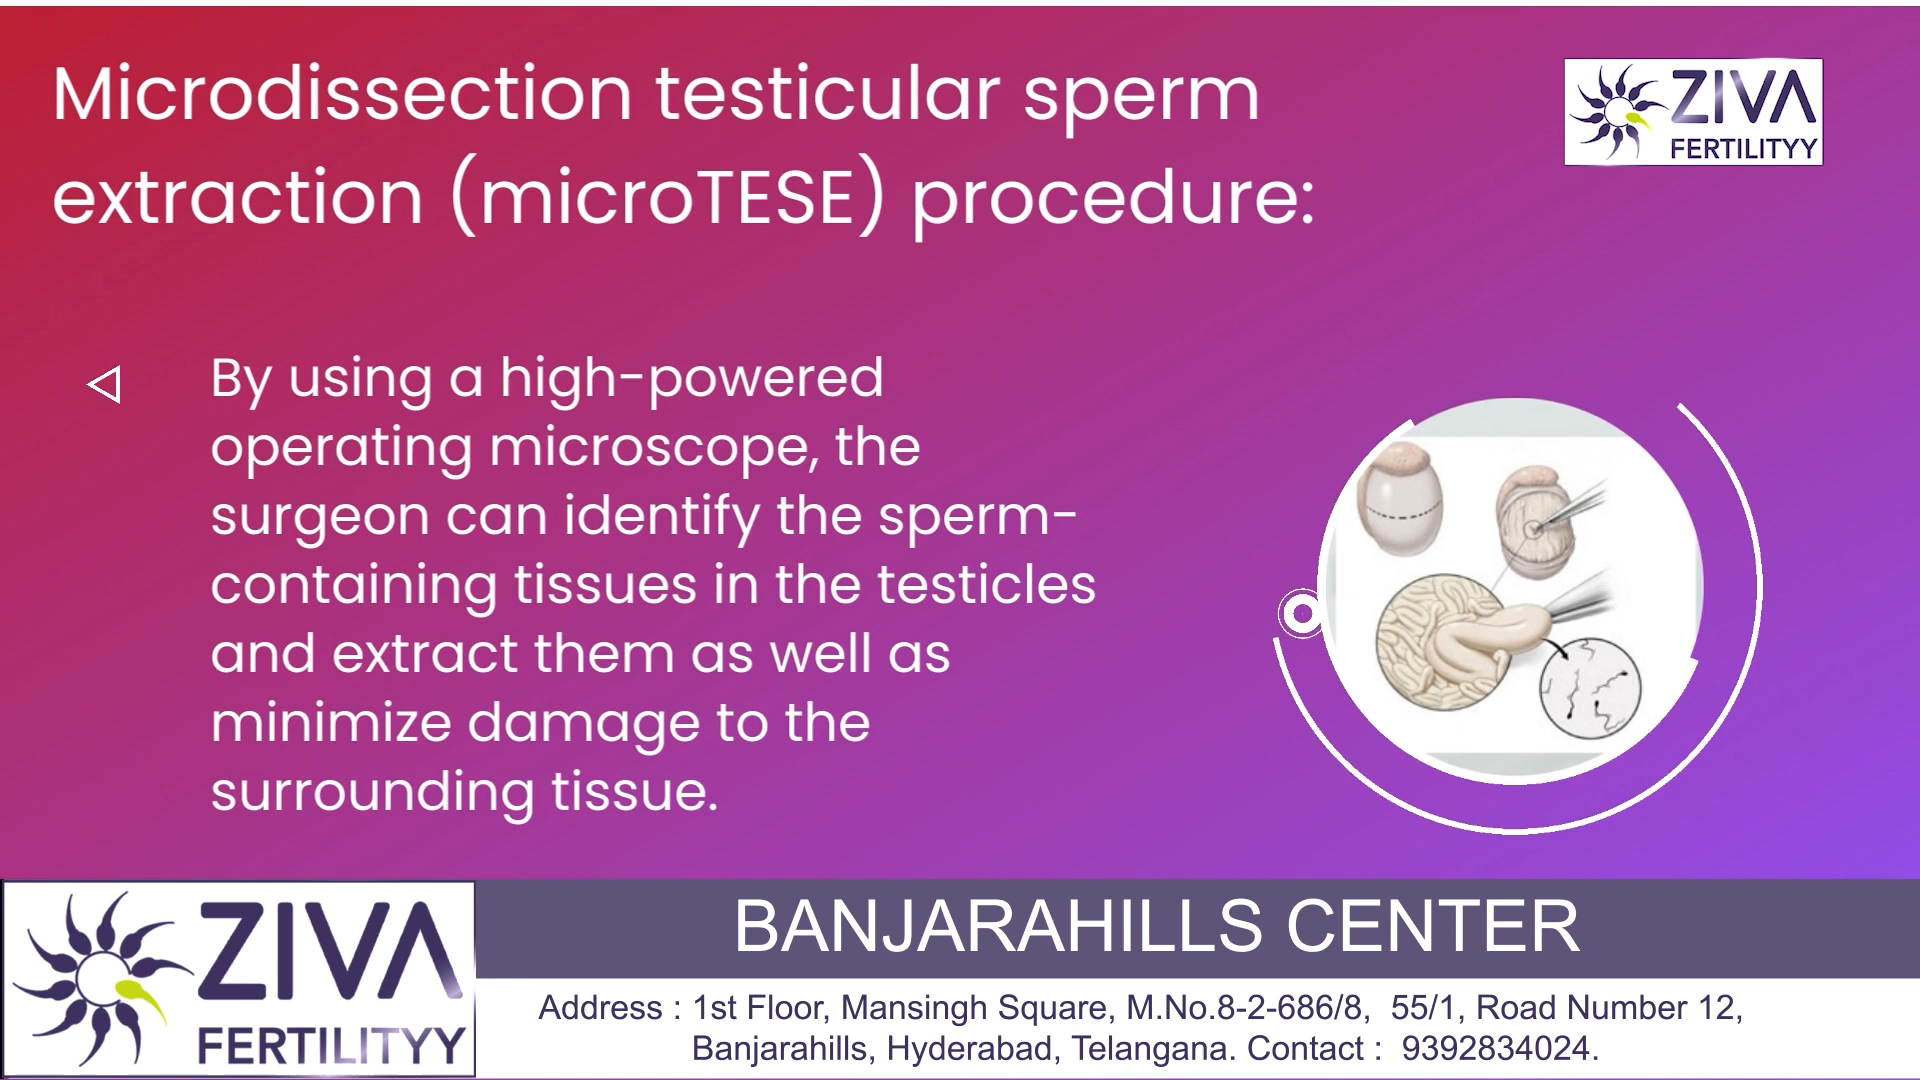 Microdissection testicular sperm
extraction (microTESE) procedure:
ZIVA
FERTILITYY
By using a high-powered
operating microscope, the
surgeon can identify the sperm-
containing tissues in the testicles
and extract them as well as
minimize damage to the
surrounding tissue.
ZIVA
FERTILITYY
BANJARAHILLS CENTER
Address : 1st Floor, Mansingh Square, M.No.8-2-686/8,  55/1, Road Number 12,
Banjarahills, Hyderabad, Telangana. Contact :  9392834024.